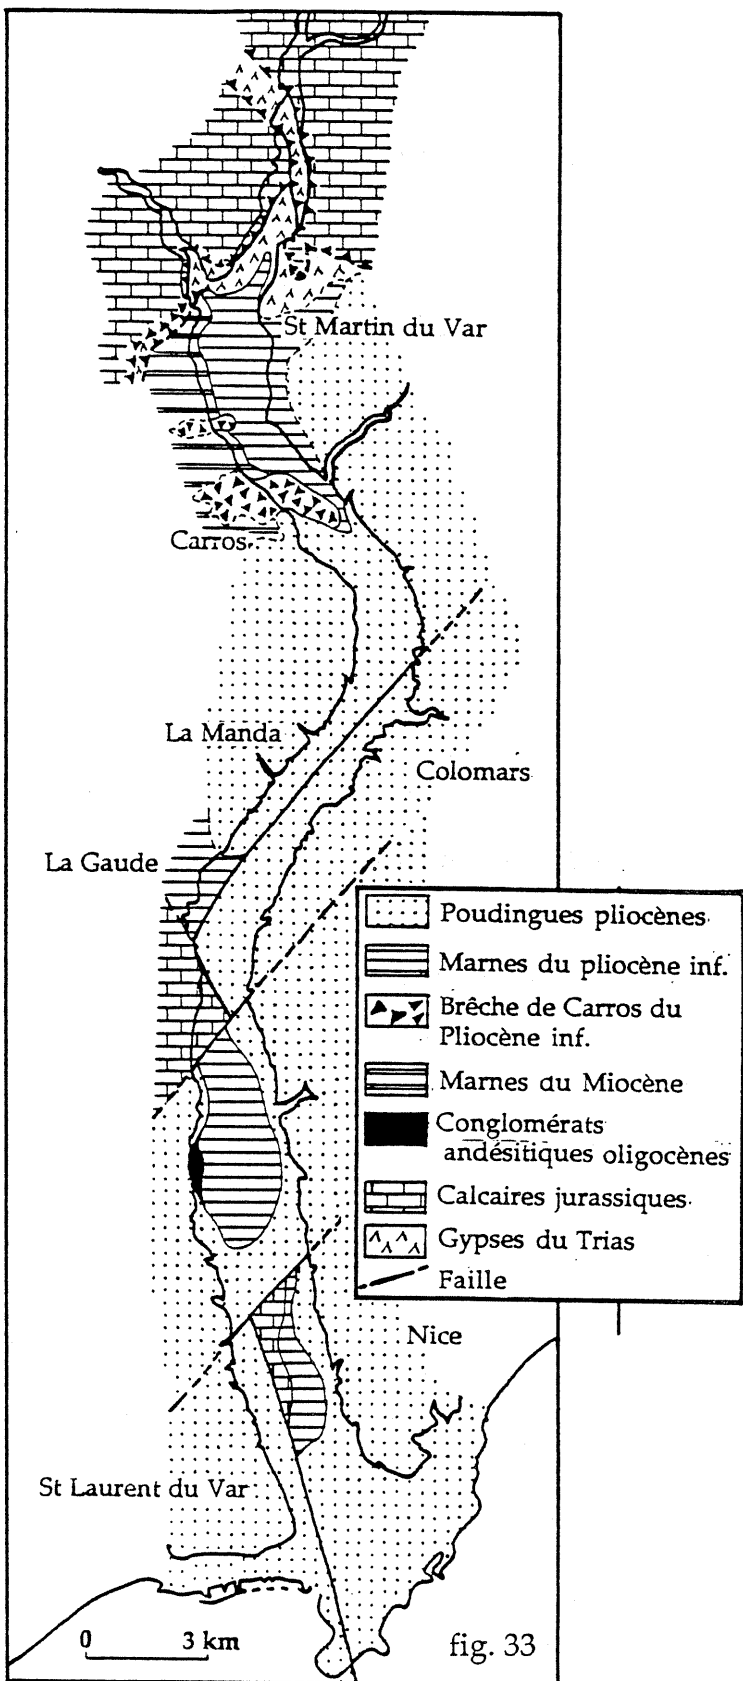 St Martin du Var
Carros
La Manda
Colomars
La Gaude
Poudingues pliocènes
Marnes du pliocène inf.
Brêche de Carros du
Pliocène inf.
Marnes du Miocène
Conglomérats
andésitiques oligocènes
Calcaires jurassiques
Gypses du Trias
Faille
Nice
St Laurent du Var
0 3 km
fig. 33